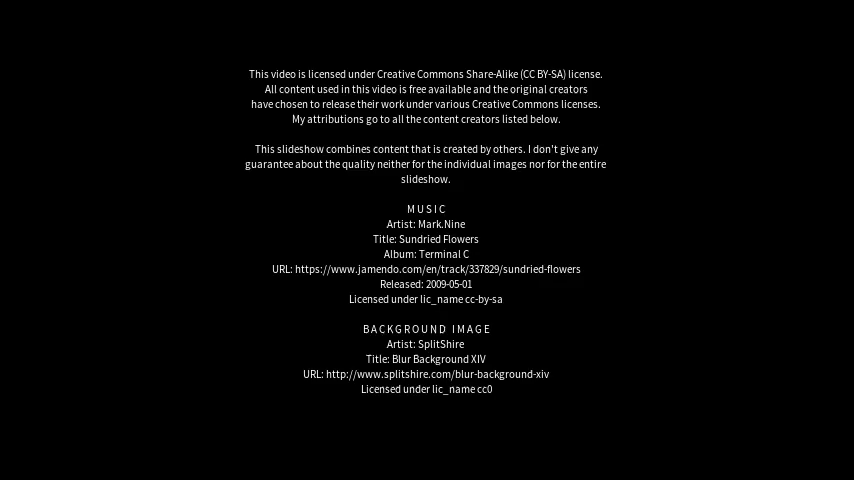 This video is licensed under Creative Commons Share-Alike (CC BY-SA) license.
All content used in this video is free available and the original creators
have chosen to release their work under various Creative Commons licenses.
My attributions go to all the content creators listed below.
This slideshow combines content that is created by others. I don't give any
guarantee about the quality neither for the individual images nor for the entire
slideshow.
MUSIC
Artist: Mark.Nine
Title: Sundried Flowers
Album: Terminal C
URL: https://www.jamendo.com/en/track/337829/sundried-flowers
Released: 2009-05-01
Licensed under lic_name cc-by-sa
BACKGROUND IMAGE
Artist: SplitShire
Title: Blur Background XIV
URL: http://www.splitshire.com/blur-background-xiv
Licensed under lic_name cc0